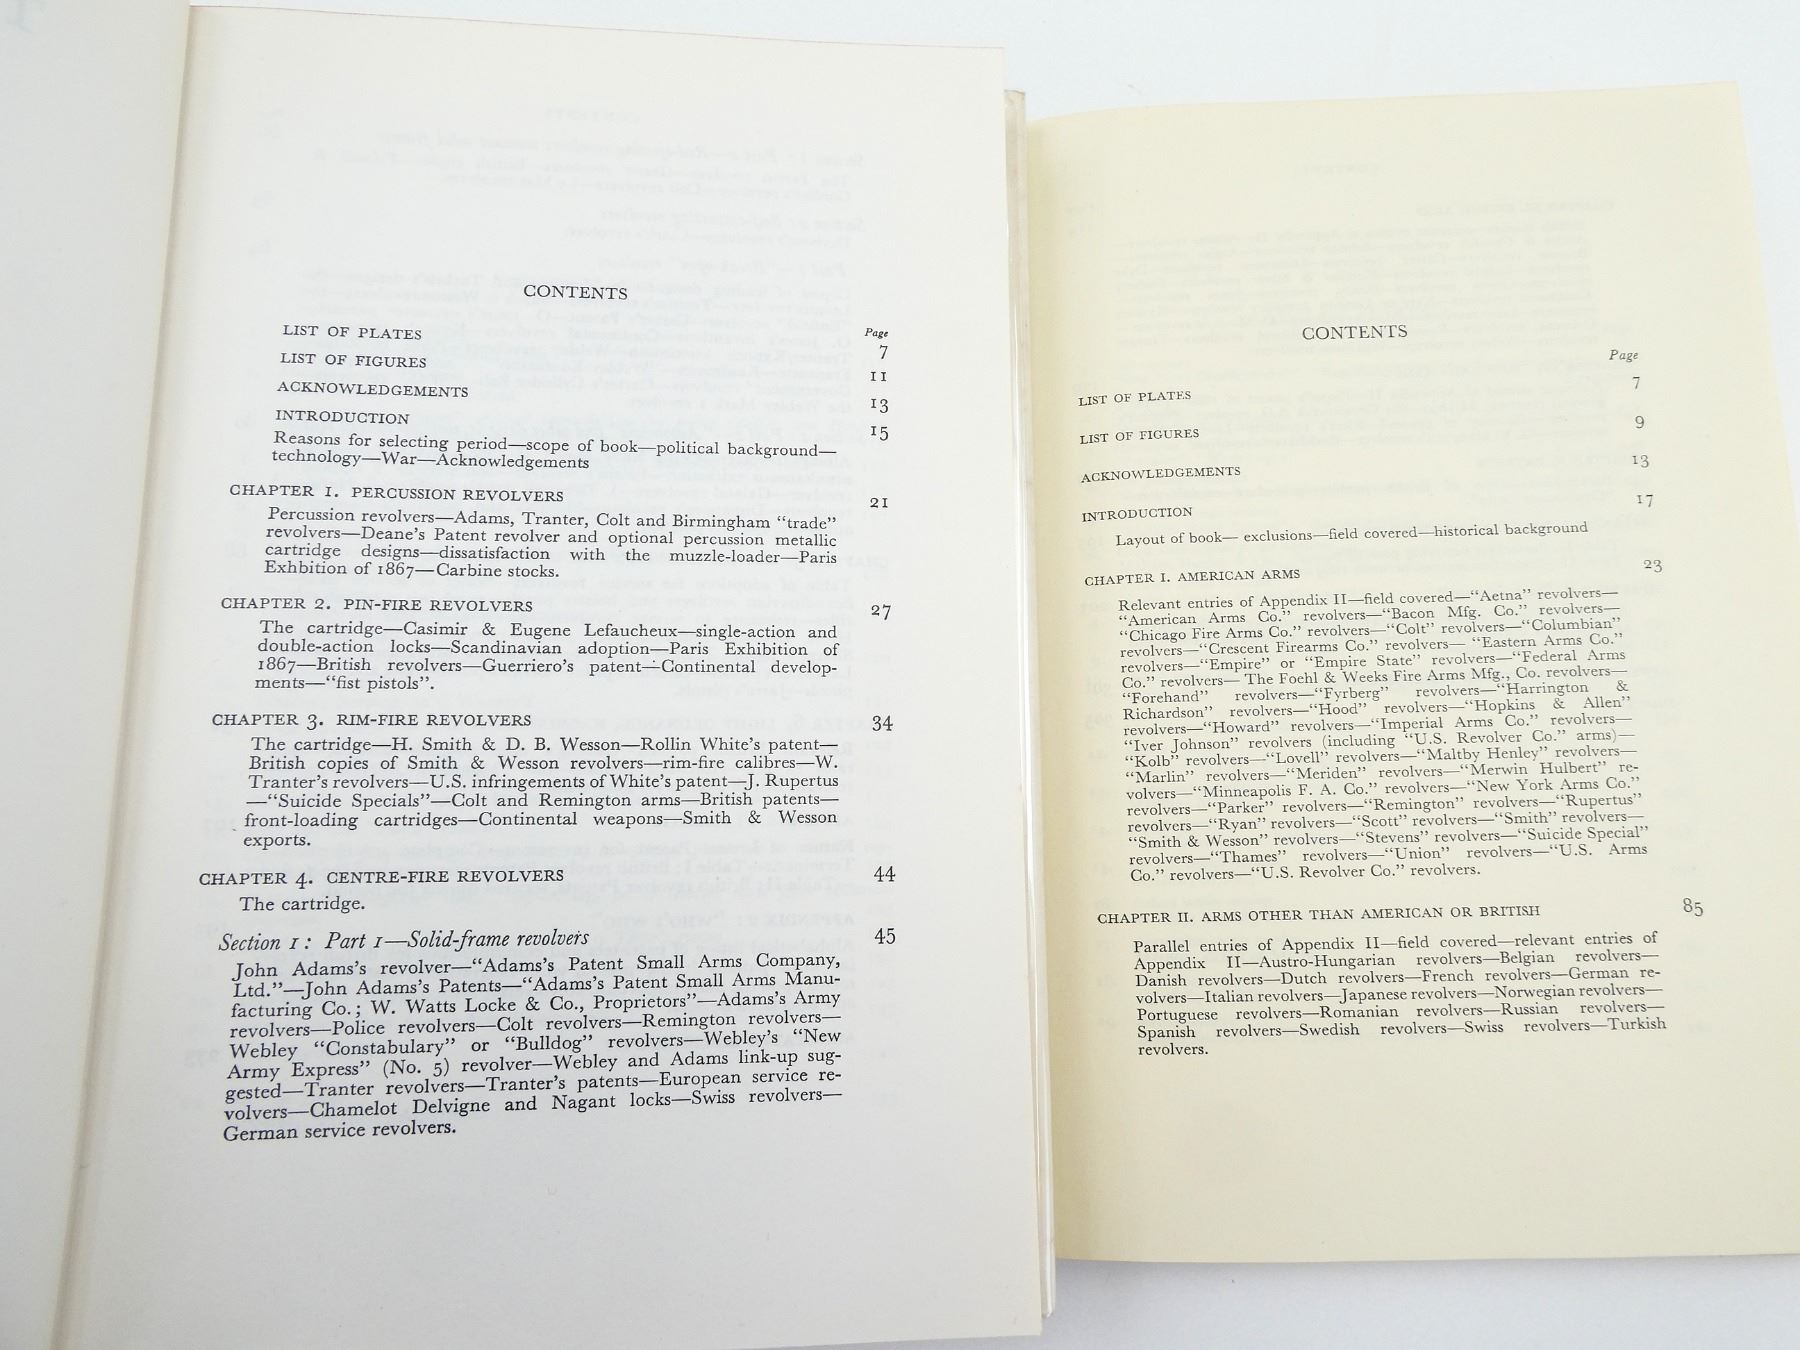 CONTENTS
Page
LIST OF PLATES 7
LIST OF FIGURES 11
ACKNOWLEDGEMENTS 13
INTRODUCTION 15
Reasons for selecting period—scope of book—political background—
technology—War—Acknowledgements
CHAPTER 1. PERCUSSION REVOLVERS 21
Percussion revolvers—Adams, Tranter, Colt and Birmingham “trade”
revolvers—Deane's Patent revolver and optional percussion metallic
cartridge designs—dissatisfaction with the muzzle-loader—Paris
Exhbition of 1867—Carbine stocks.
CHAPTER 2. PIN-FIRE REVOLVERS 27
The cartridge—Casimir & Eugene Lefaucheux—single-action and
double-action locks—Scandinavian adoption—Paris Exhibition of
1867—British revolvers—Guerriero's patent—Continental develop-
ments—“fist pistols”.
CHAPTER 3. RIM-FIRE REVOLVERS 34
The cartridge—H. Smith & D. B. Wesson—Rollin White's patent—
British copies of Smith & Wesson revolvers—rim-fire calibres—W.
Tranter's revolvers—U.S. infringements of White's patent—J. Rupertus
—“Suicide Specials”—Colt and Remington arms—British patents—
front-loading cartridges—Continental weapons—Smith & Wesson
exports.
CHAPTER 4. CENTRE-FIRE REVOLVERS 44
The cartridge.
Section 1: Part 1—Solid-frame revolvers 45
John Adams's revolver—“Adams's Patent Small Arms Company,
Ltd.”—John Adams's Patents—“Adams's Patent Small Arms Manu-
facturing Co.; W. Watts Locke & Co., Proprietors”—Adams's Army
revolvers—Police revolvers—Colt revolvers—Remington revolvers—
Webley “Constabulary” or “Bulldog” revolvers—Webley's “New
Army Express” (No. 5) revolver—Webley and Adams link-up sug-
gested—Tranter revolvers—Tranter's patents—European service re-
volvers—Chamelot Delvigne and Nagant locks—Swiss revolvers—
German service revolvers.
CONTENTS
Page
LIST OF PLATES 7
LIST OF FIGURES 9
ACKNOWLEDGEMENTS 13
INTRODUCTION 17
Layout of book— exclusions—field covered—historical background
CHAPTER I. AMERICAN ARMS 23
Relevant entries of Appendix II—field covered—“Aetna” revolvers—
“American Arms Co.” revolvers—“Bacon Mfg. Co.” revolvers—
“Chicago Fire Arms Co.” revolvers—“Colt” revolvers—“Columbian”
revolvers—“Crescent Firearms Co.” revolvers— “Eastern Arms Co.”
revolvers—“Empire” or “Empire State” revolvers—“Federal Arms
Co.” revolvers— The Foehl & Weeks Fire Arms Mfg., Co. revolvers—
“Forehand” revolvers—“Fyrberg” revolvers—“Harrington &
Richardson” revolvers—“Hood” revolvers—“Hopkins & Allen”
revolvers—“Howard” revolvers—“Imperial Arms Co.” revolvers—
“Iver Johnson” revolvers (including “U.S. Revolver Co.” arms)—
“Kolb” revolvers—“Lovell” revolvers—“Maltby Henley” revolvers—
“Marlin” revolvers—“Meriden” revolvers—“Merwin Hulbert” re-
volvers—“Minneapolis F. A. Co.” revolvers—“New York Arms Co.”
revolvers—“Parker” revolvers—“Remington” revolvers—“Rupertus”
revolvers—“Ryan” revolvers—“Scott” revolvers—“Smith” revolvers—
“Smith & Wesson” revolvers—“Stevens” revolvers—“Suicide Special”
revolvers—“Thames” revolvers—“Union” revolvers—“U.S. Arms
Co.” revolvers—“U.S. Revolver Co.” revolvers.
CHAPTER II. ARMS OTHER THAN AMERICAN OR BRITISH 85
Parallel entries of Appendix II—field covered—relevant entries of
Appendix II—Austro-Hungarian revolvers—Belgian revolvers—
Danish revolvers—Dutch revolvers—French revolvers—German re-
volvers—Italian revolvers—Japanese revolvers—Norwegian revolvers—
Portuguese revolvers—Romanian revolvers—Russian revolvers—
Spanish revolvers—Swedish revolvers—Swiss revolvers—Turkish
revolvers.